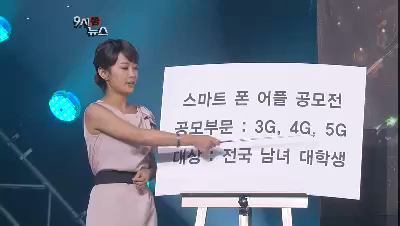 9시쯤
뉴스
스마트 폰 어플 공모전
공모부문 : 3G, 4G, 5G
대상 : 전국 남녀 대학생